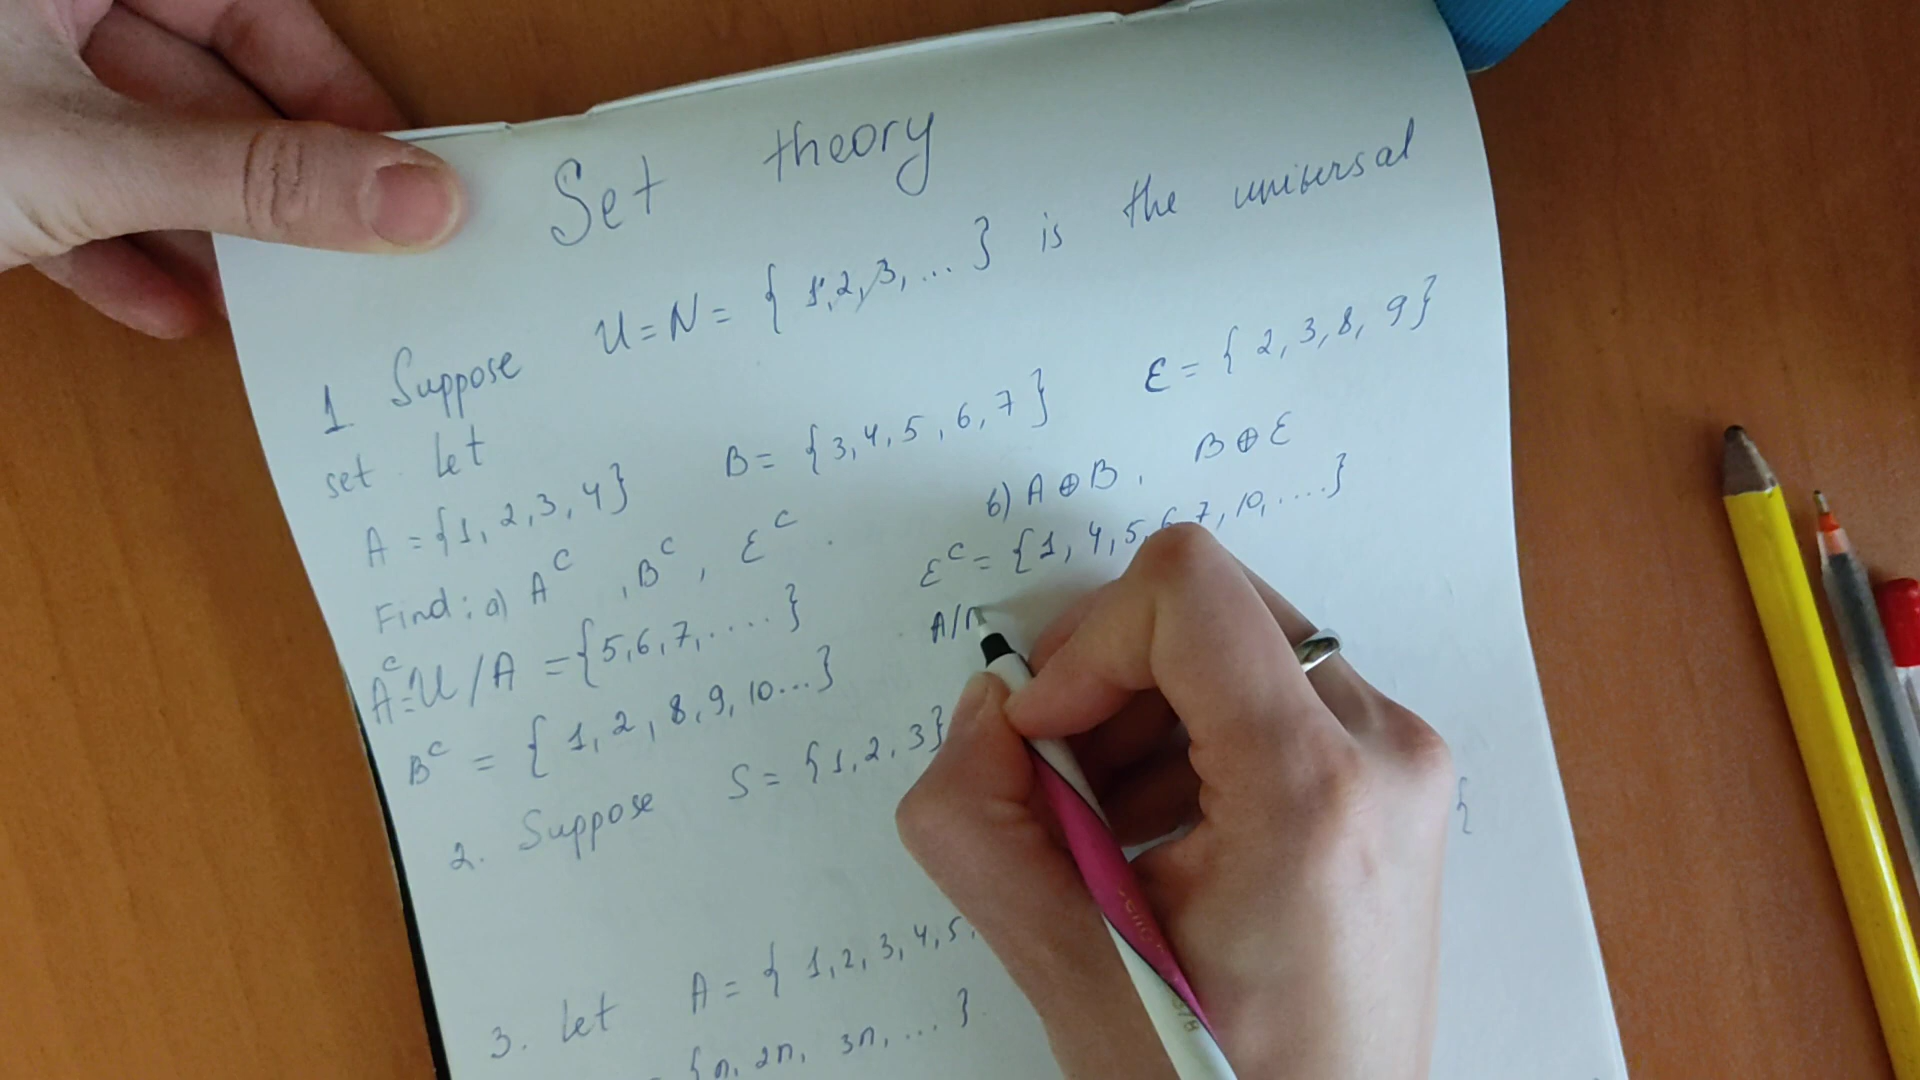 Set theory
1. Suppose U = N = { 1, 2, 3, ... } is the universal
set. Let
A = {1, 2, 3, 4} B = {3, 4, 5, 6, 7} E = { 2, 3, 8, 9}
Find: a) A^C, B^C, E^C. b) A ⊕ B, B ⊕ E
A^C = U / A = {5, 6, 7, .....} E^C = {1, 4, 5, 6, 7, 10, .....}
B^C = { 1, 2, 8, 9, 10...} A/
2. Suppose S = {1, 2, 3} {
3. Let A = { 1, 2, 3, 4, 5,
{n, 2n, 3n, ... }.